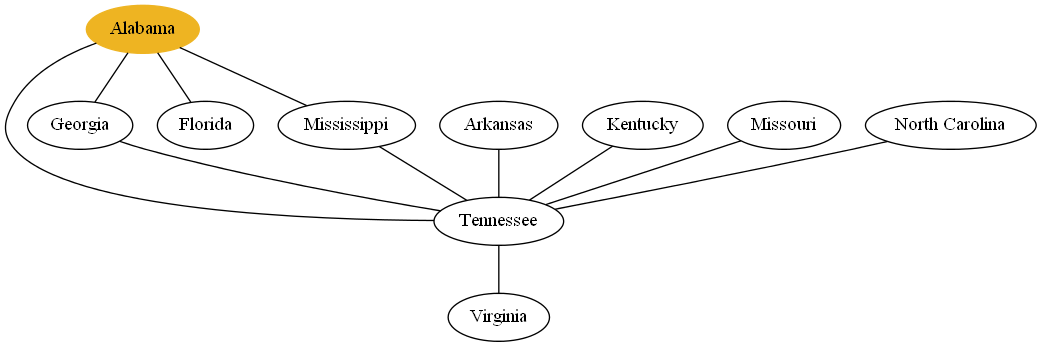 Alabama
Georgia
Florida
Mississippi
Arkansas
Kentucky
Missouri
North Carolina
Tennessee
Virginia